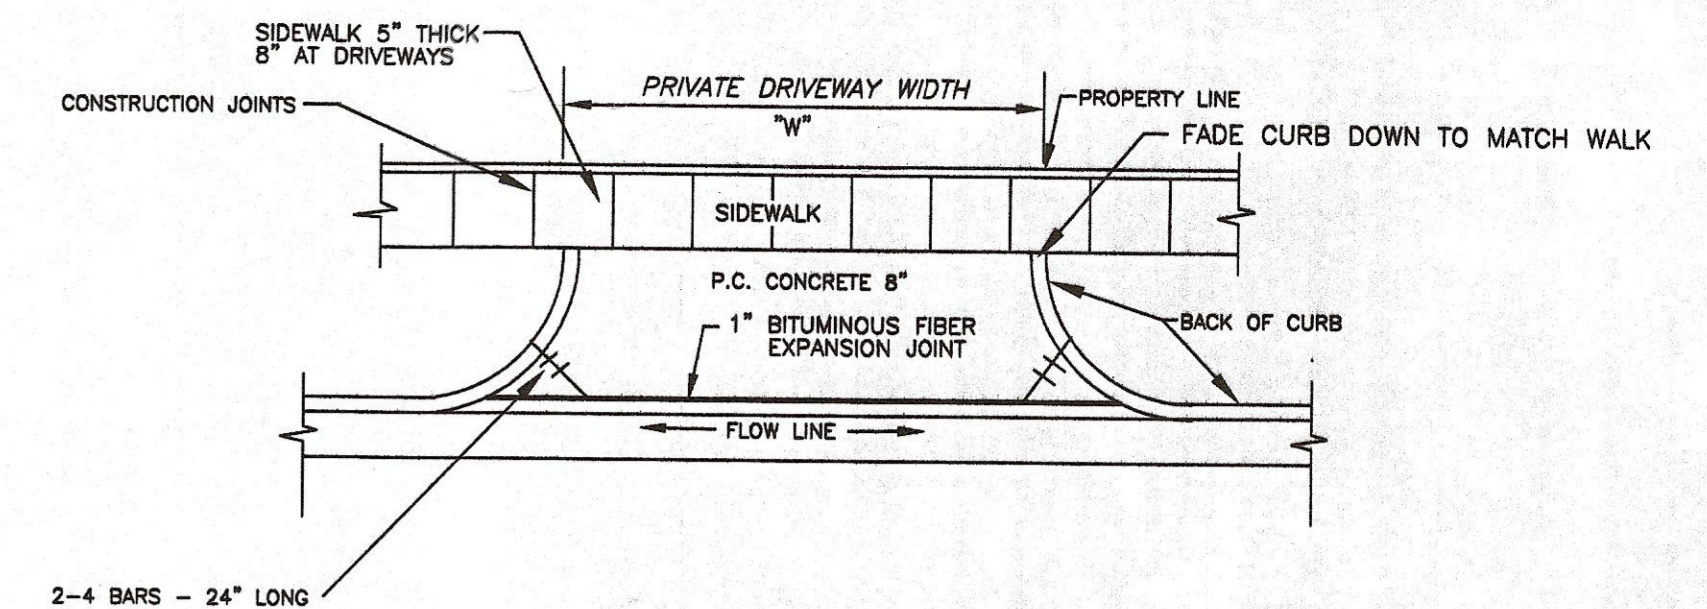 SIDEWALK 5" THICK
8" AT DRIVEWAYS
CONSTRUCTION JOINTS
PRIVATE DRIVEWAY WIDTH
"W"
PROPERTY LINE
FADE CURB DOWN TO MATCH WALK
SIDEWALK
P.C. CONCRETE 8"
1" BITUMINOUS FIBER
EXPANSION JOINT
BACK OF CURB
FLOW LINE
2-4 BARS - 24" LONG